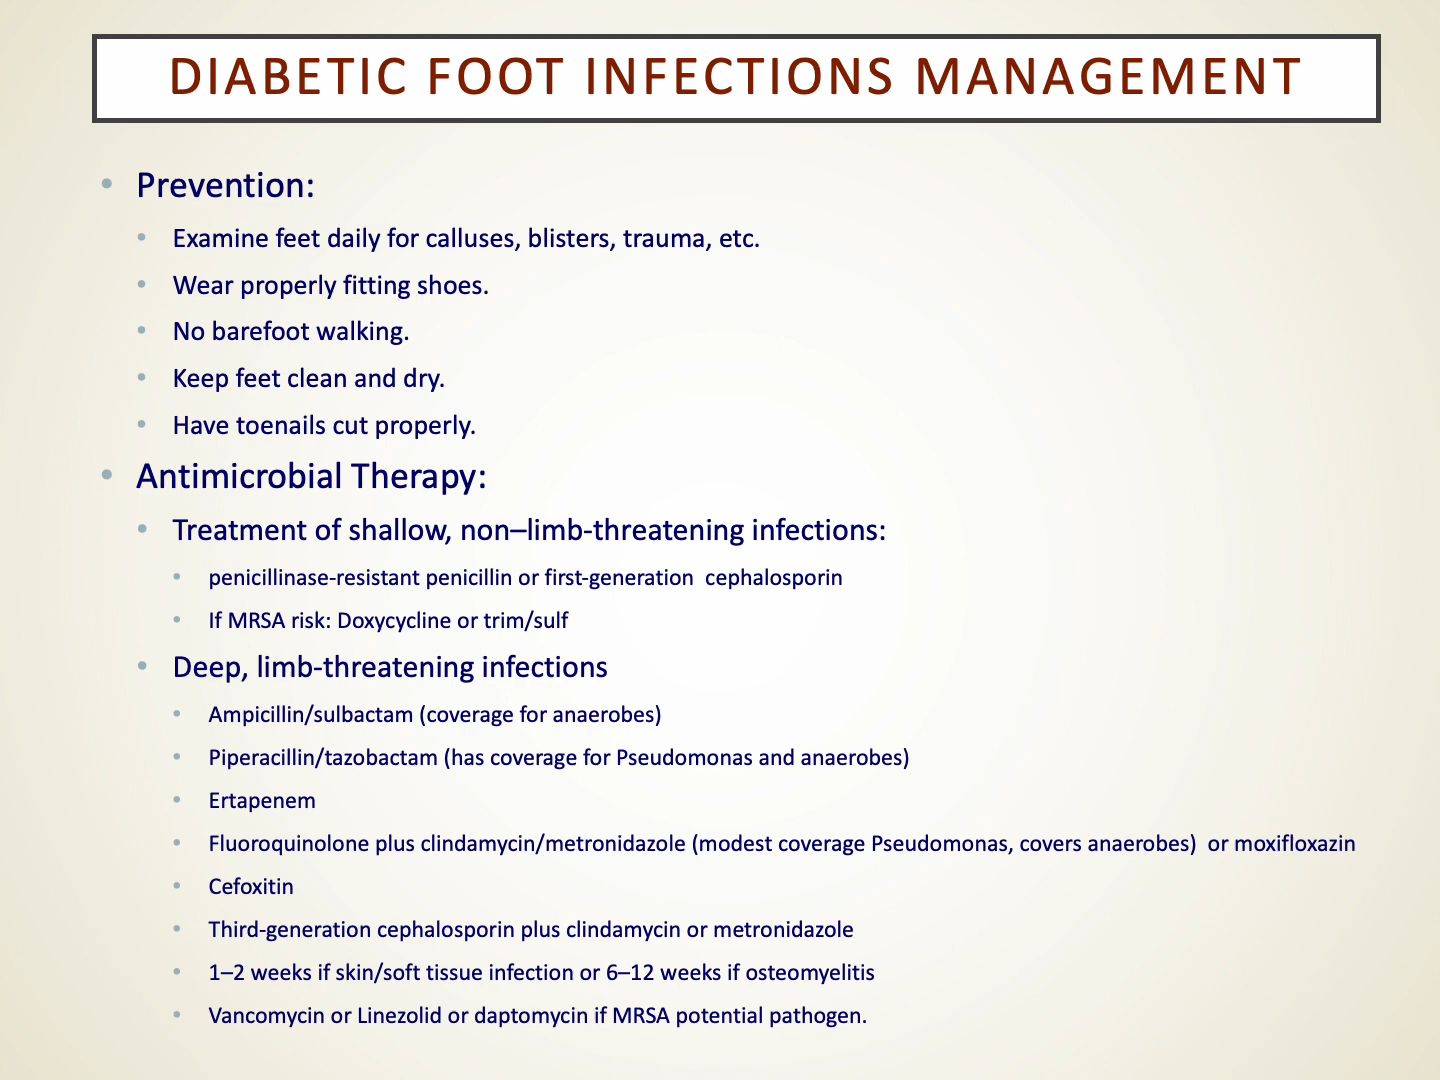 DIABETIC FOOT INFECTIONS MANAGEMENT
• Prevention:
• Examine feet daily for calluses, blisters, trauma, etc.
• Wear properly fitting shoes.
• No barefoot walking.
• Keep feet clean and dry.
• Have toenails cut properly.
• Antimicrobial Therapy:
• Treatment of shallow, non–limb-threatening infections:
• penicillinase-resistant penicillin or first-generation  cephalosporin
• If MRSA risk: Doxycycline or trim/sulf
• Deep, limb-threatening infections
• Ampicillin/sulbactam (coverage for anaerobes)
• Piperacillin/tazobactam (has coverage for Pseudomonas and anaerobes)
• Ertapenem
• Fluoroquinolone plus clindamycin/metronidazole (modest coverage Pseudomonas, covers anaerobes)  or moxifloxazin
• Cefoxitin
• Third-generation cephalosporin plus clindamycin or metronidazole
• 1–2 weeks if skin/soft tissue infection or 6–12 weeks if osteomyelitis
• Vancomycin or Linezolid or daptomycin if MRSA potential pathogen.